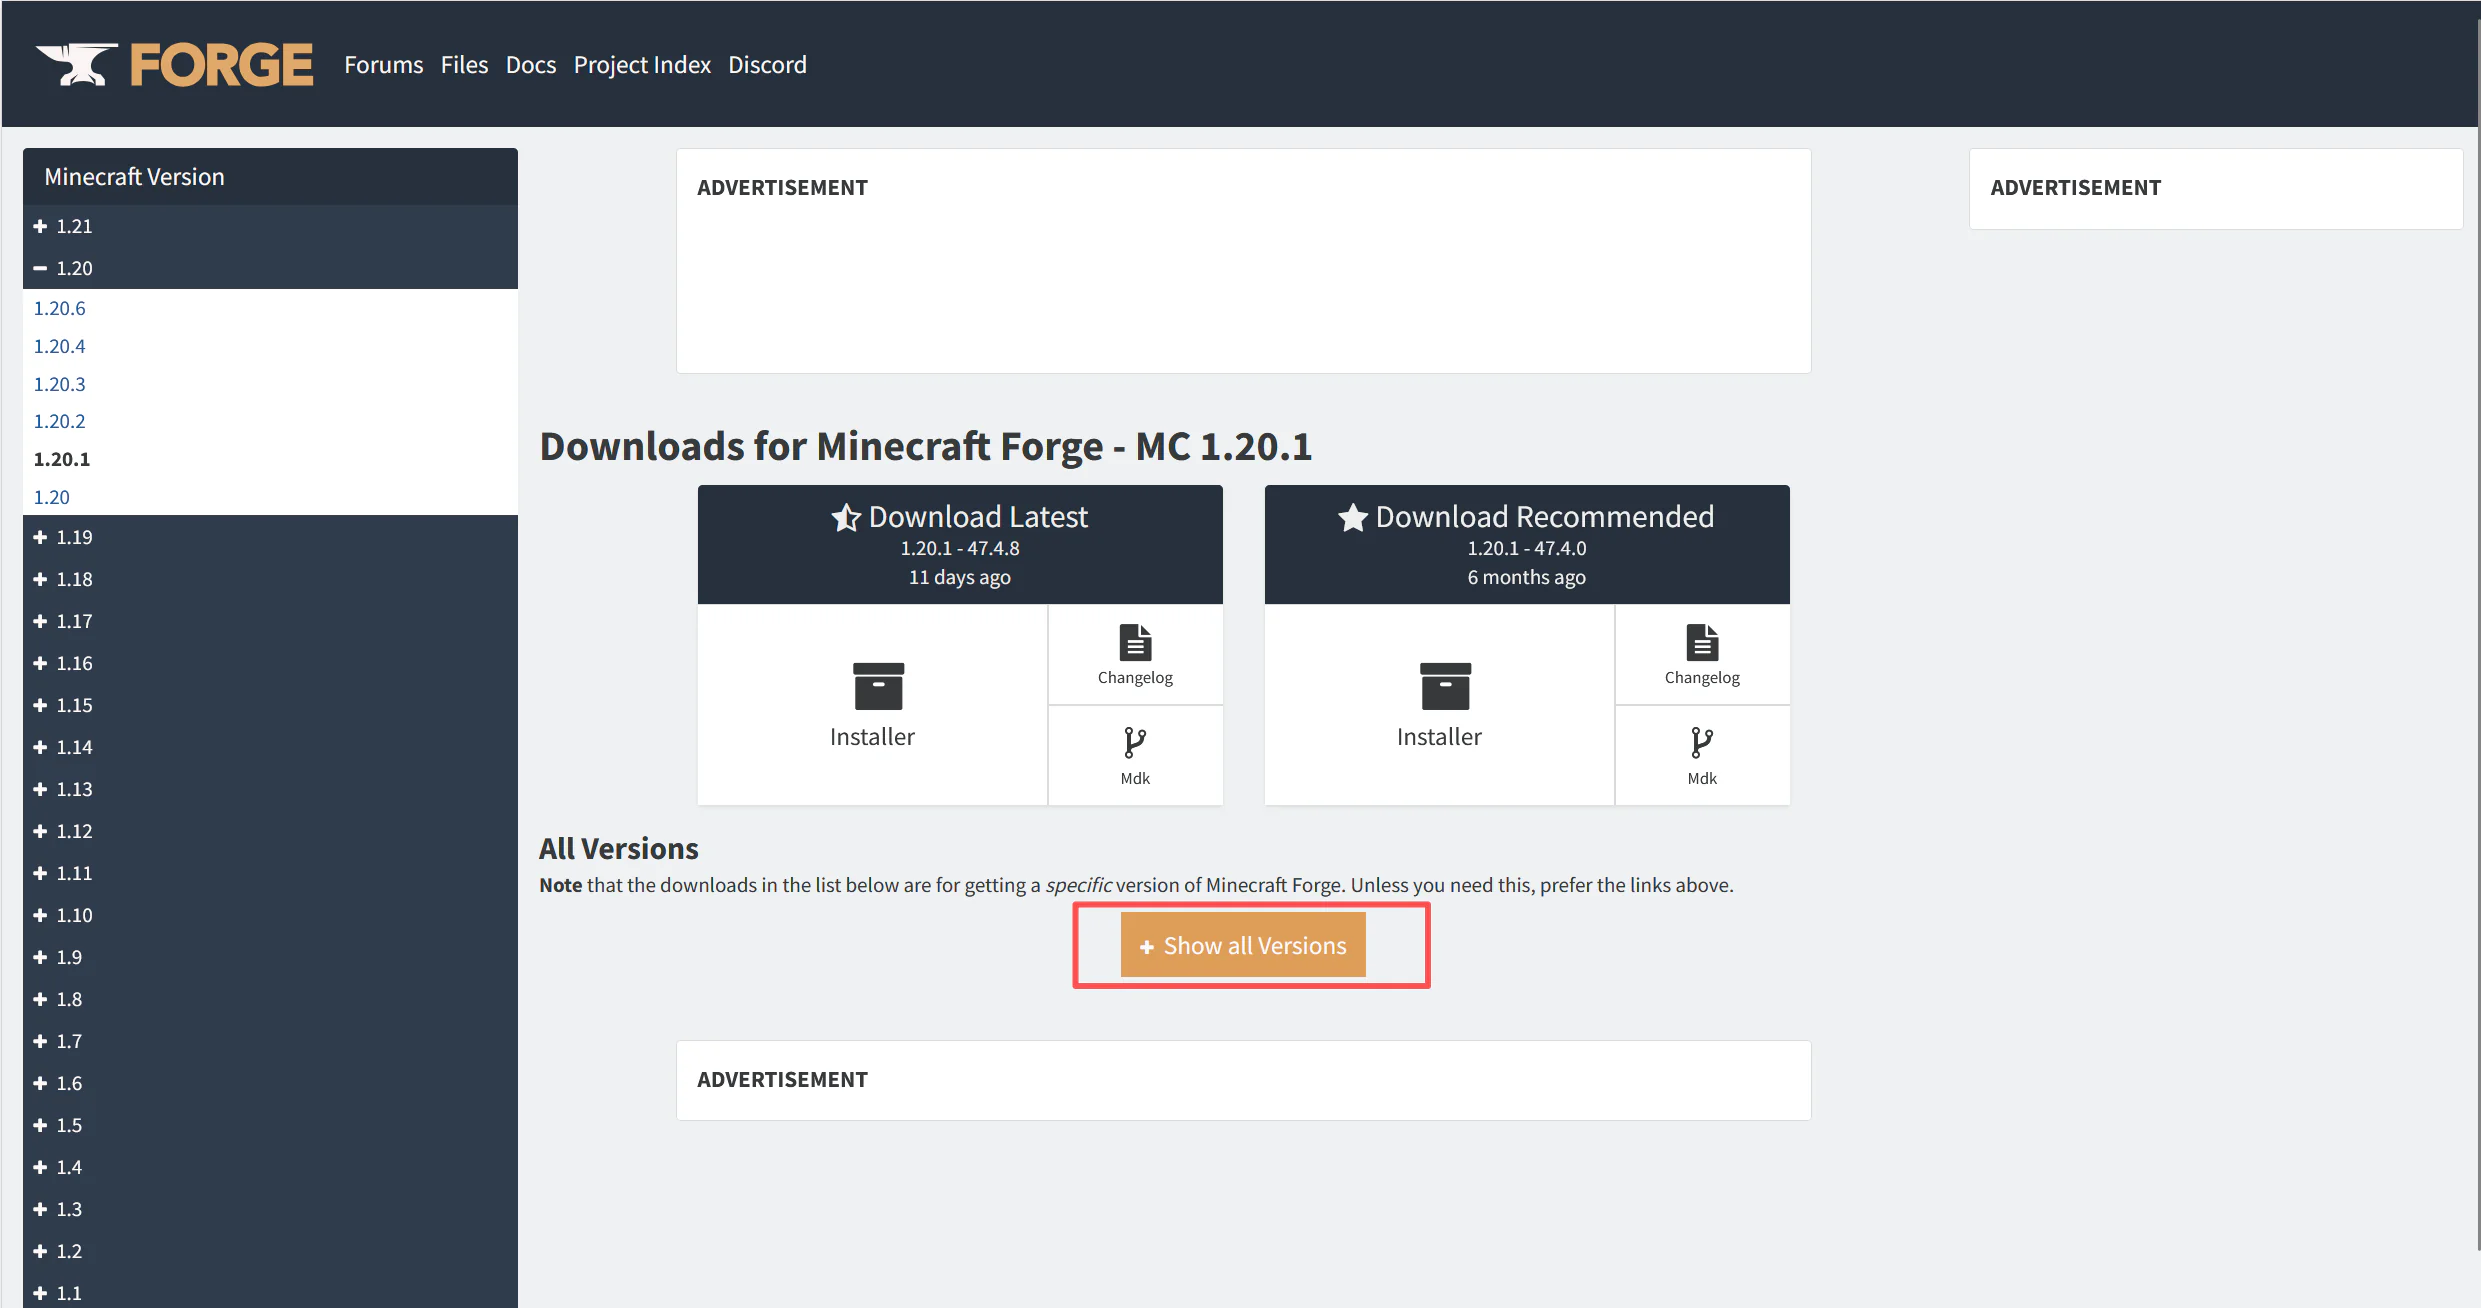 FORGE
Forums Files Docs Project Index Discord
Minecraft Version
1.21
1.20
1.20.6
1.20.4
1.20.3
1.20.2
1.20.1
1.20
1.19
1.18
1.17
1.16
1.15
1.14
1.13
1.12
1.11
1.10
1.9
1.8
1.7
1.6
1.5
1.4
1.3
1.2
1.1
ADVERTISEMENT
Downloads for Minecraft Forge - MC 1.20.1
Download Latest
1.20.1 - 47.4.8
11 days ago
Installer
Changelog
Mdk
Download Recommended
1.20.1 - 47.4.0
6 months ago
Installer
Changelog
Mdk
All Versions
Note that the downloads in the list below are for getting a specific version of Minecraft Forge. Unless you need this, prefer the links above.
Show all Versions
ADVERTISEMENT
ADVERTISEMENT